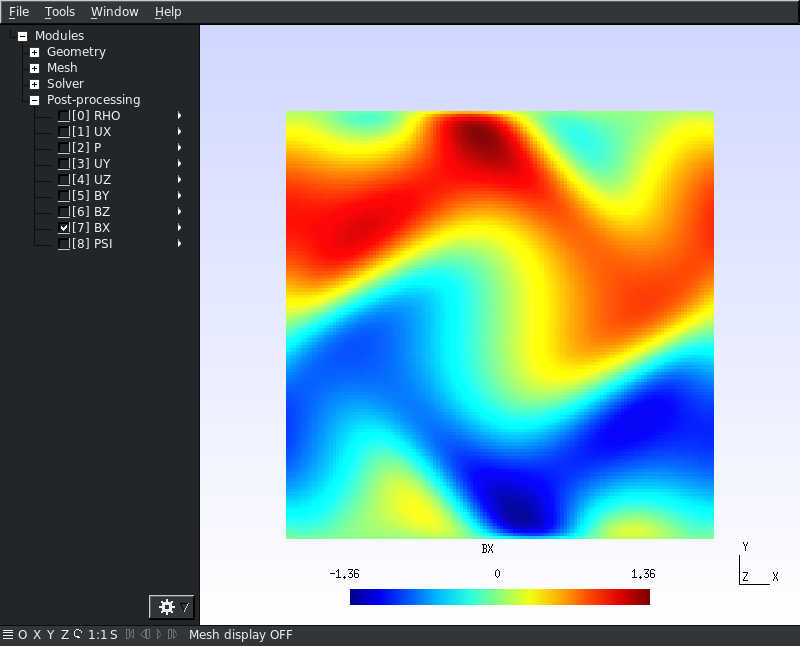 File Tools Window Help
Modules
Geometry
Mesh
Solver
Post-processing
[0] RHO
[1] UX
[2] P
[3] UY
[4] UZ
[5] BY
[6] BZ
[7] BX
[8] PSI
BX
-1.36 0 1.36
Y
Z X
O X Y Z 1:1 S Mesh display OFF